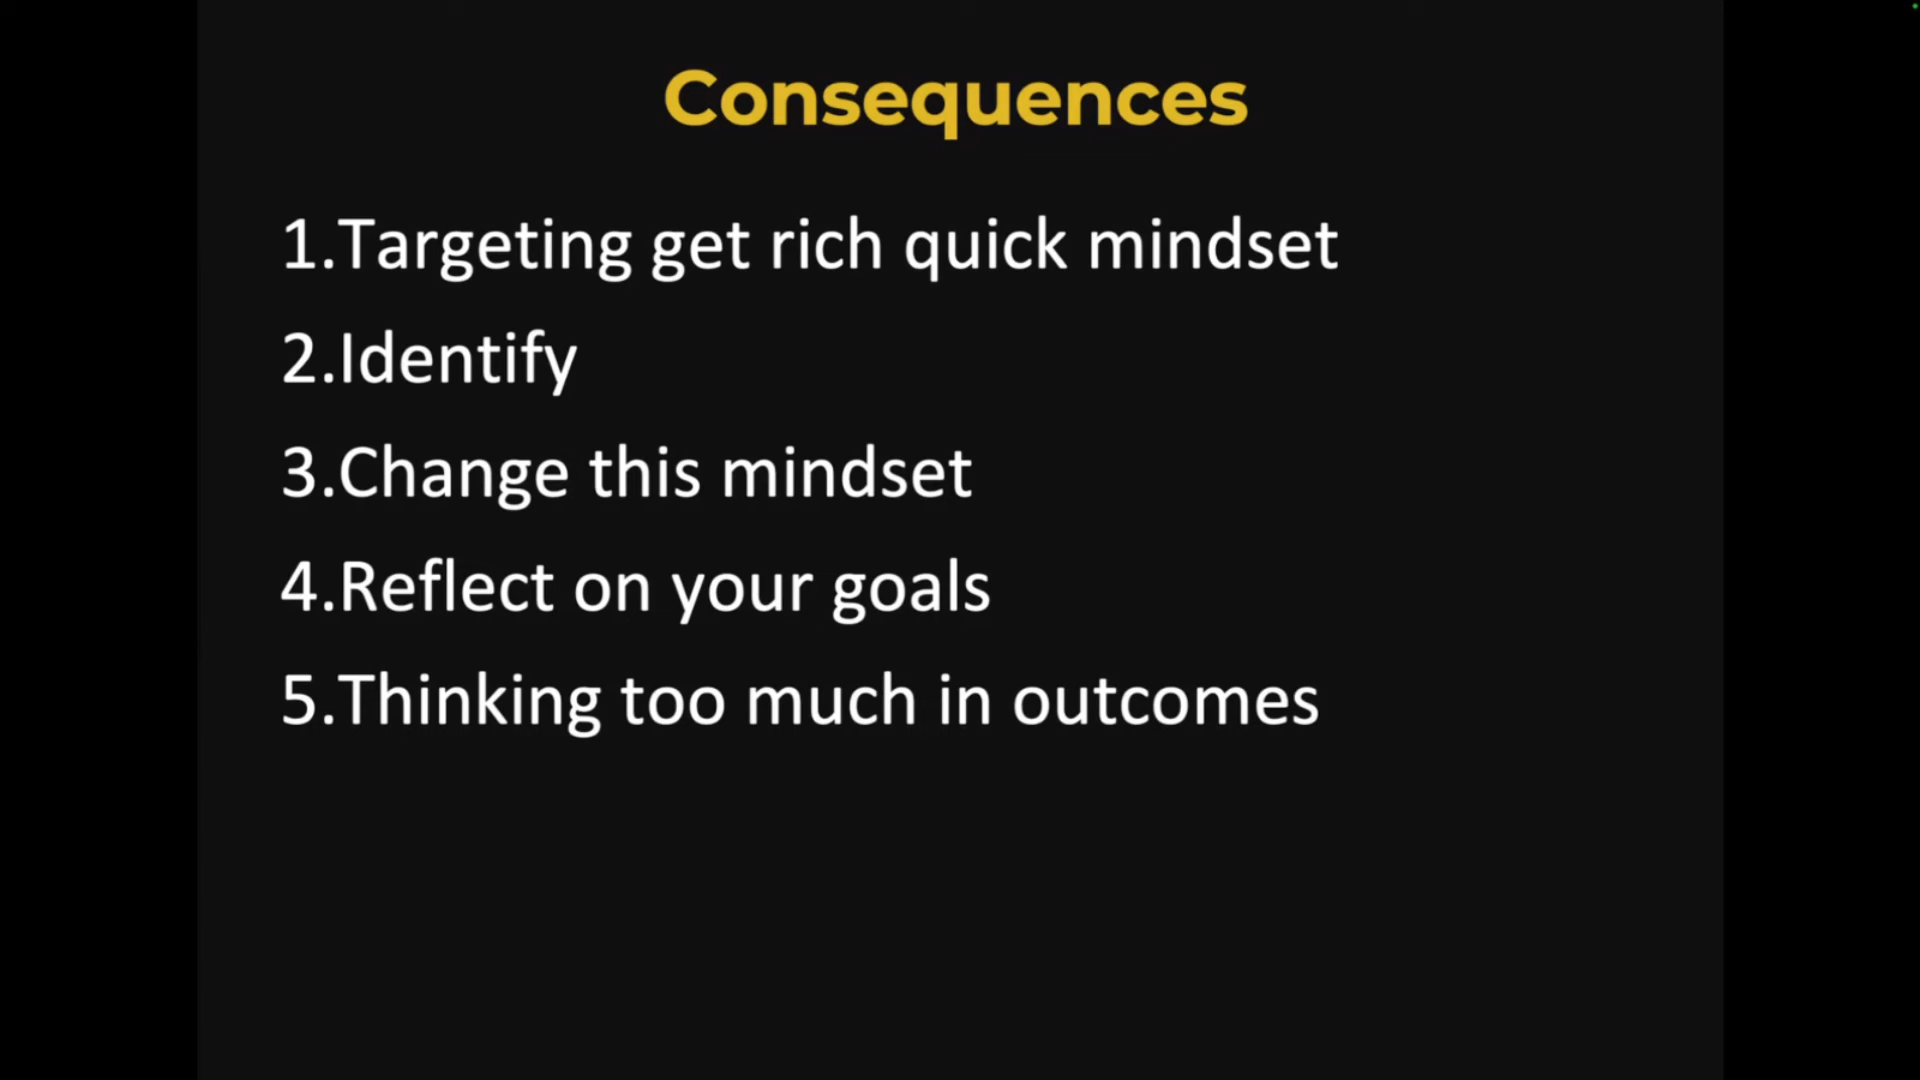 Consequences
1.Targeting get rich quick mindset
2.Identify
3.Change this mindset
4.Reflect on your goals
5.Thinking too much in outcomes